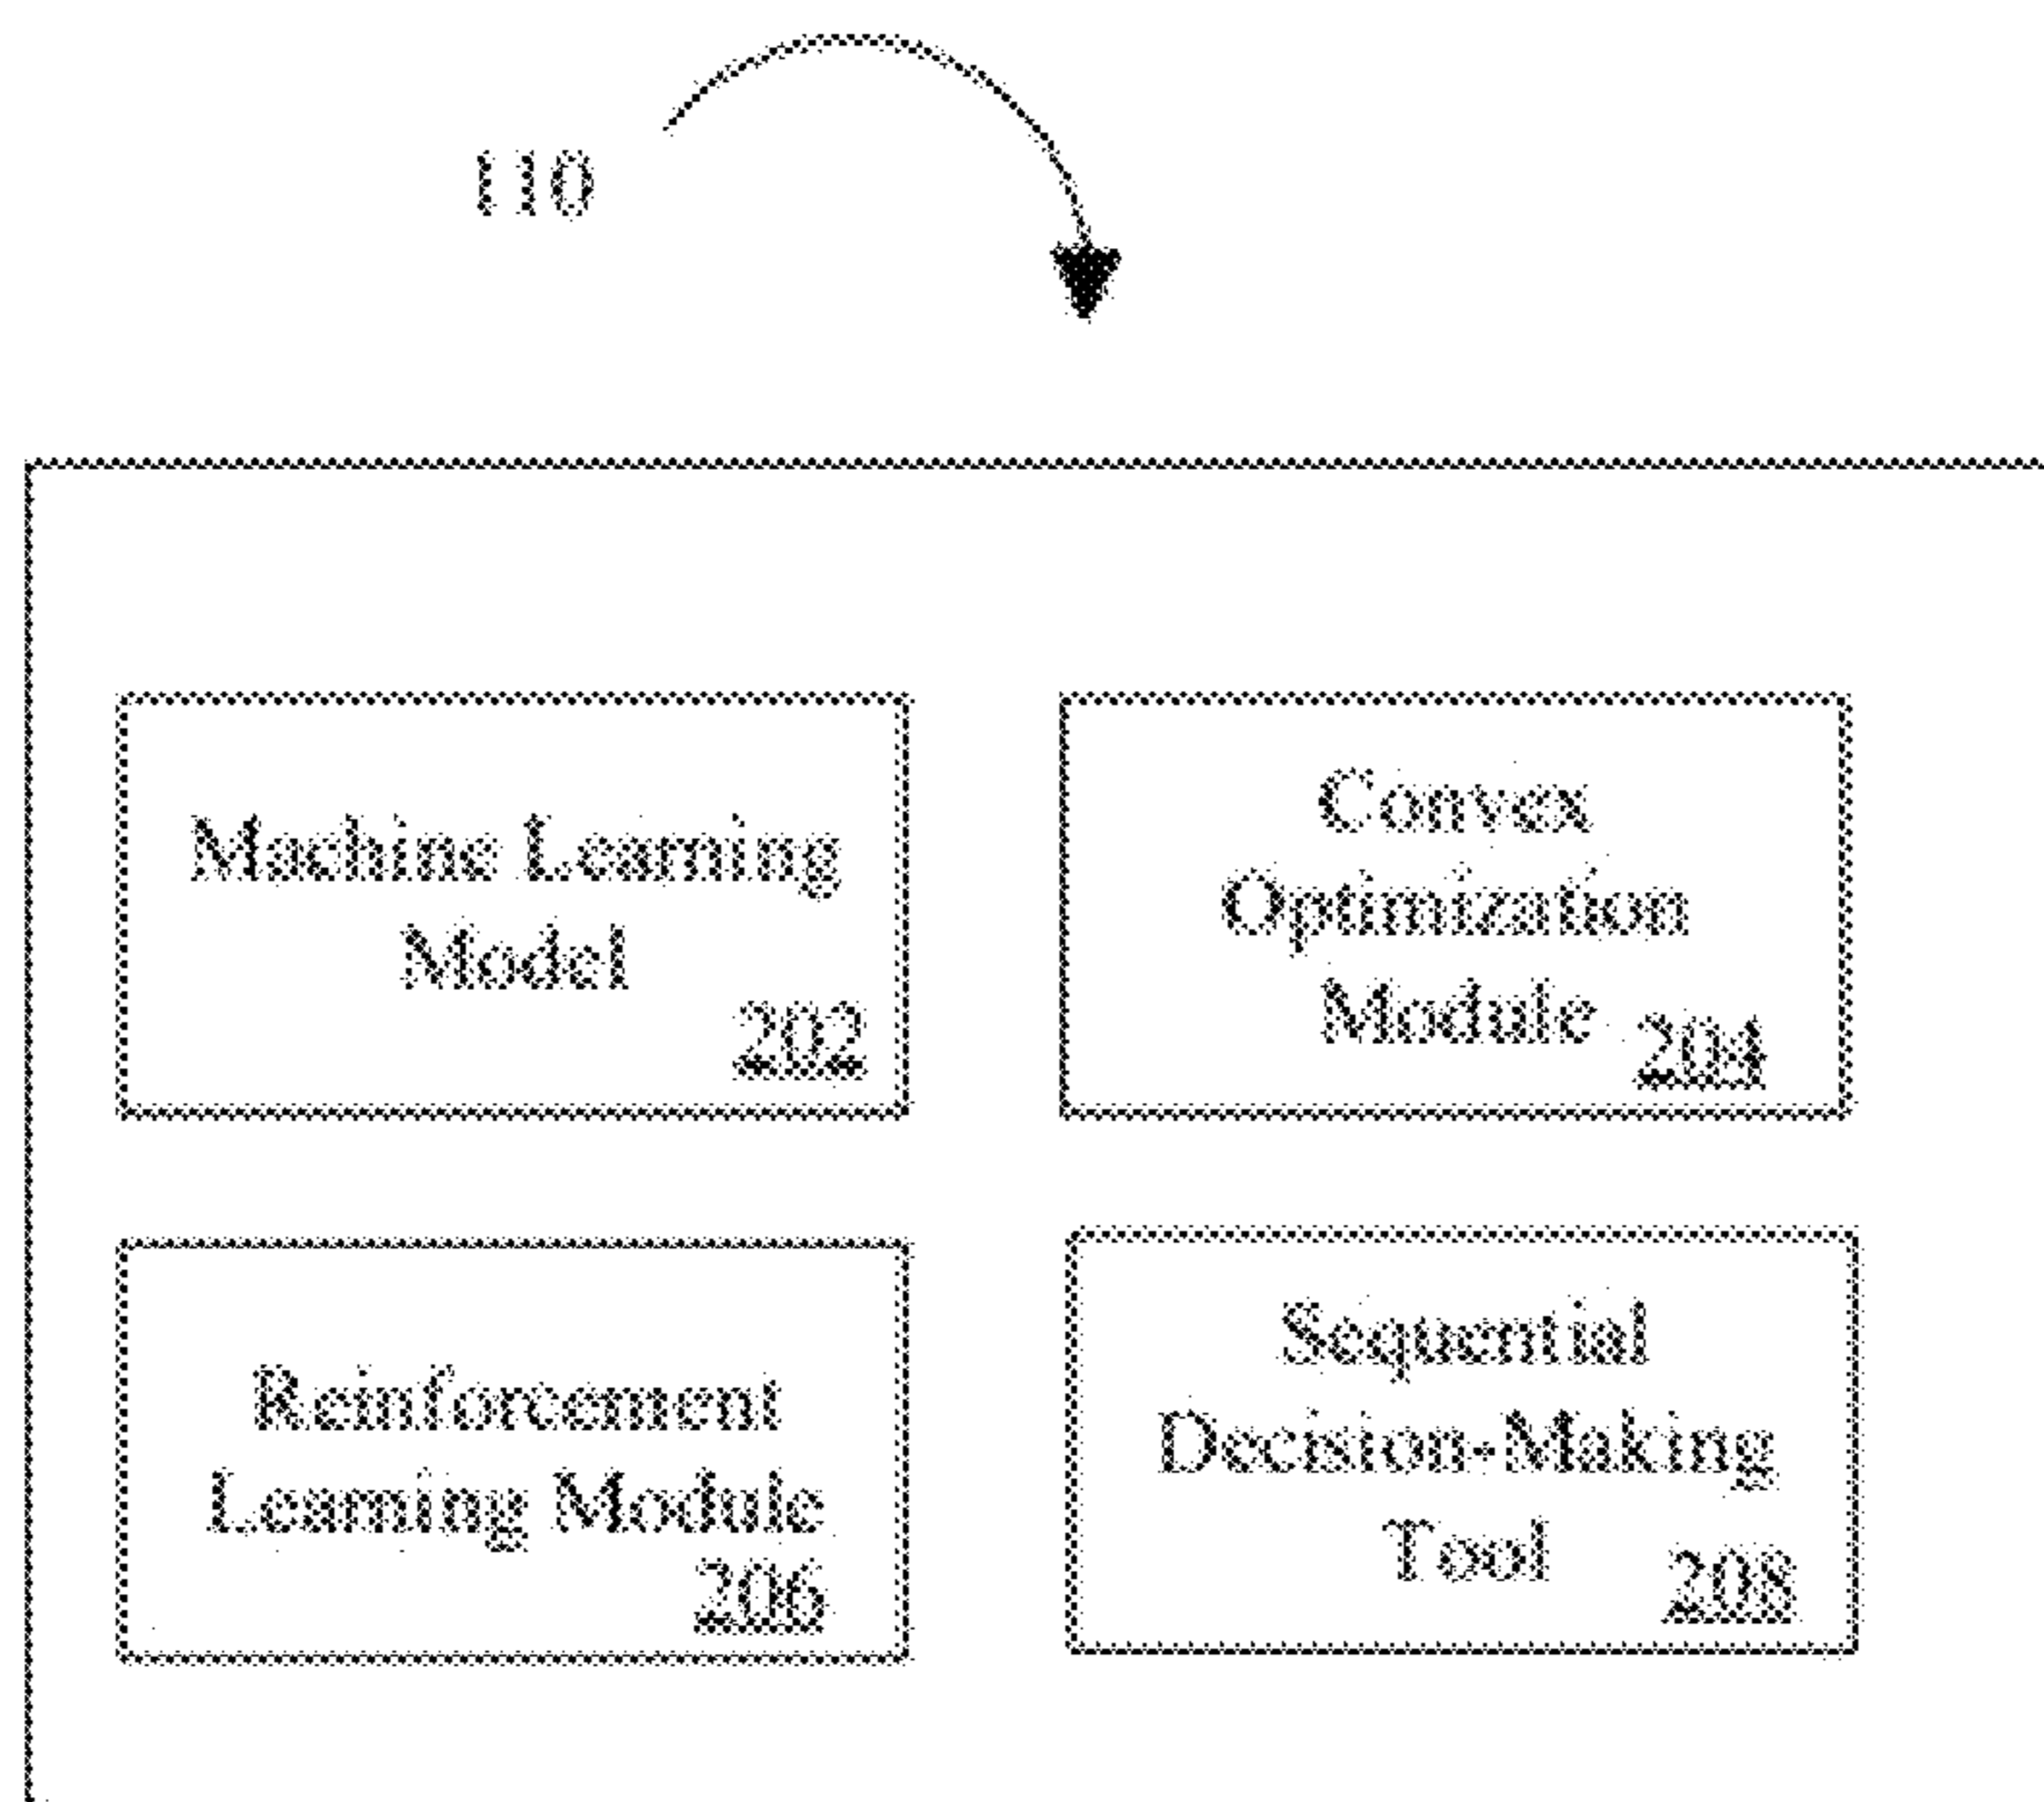 110
Machine Learning
Model
202
Convex
Optimization
Module
204
Reinforcement
Learning Module
206
Sequential
Decision-Making
Tool
208